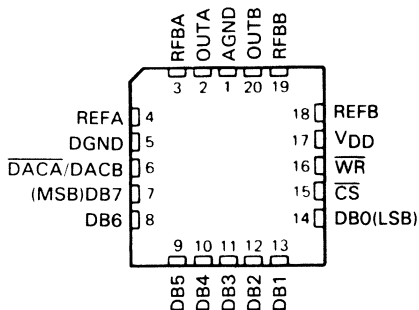 RFBA
OUTA
AGND
OUTB
RFBB
3 2 1 20 19
REFA 4
DGND 5
DACA/DACB 6
(MSB)DB7 7
DB6 8
18 REFB
17 VDD
16 WR
15 CS
14 DB0(LSB)
9 10 11 12 13
DB5
DB4
DB3
DB2
DB1